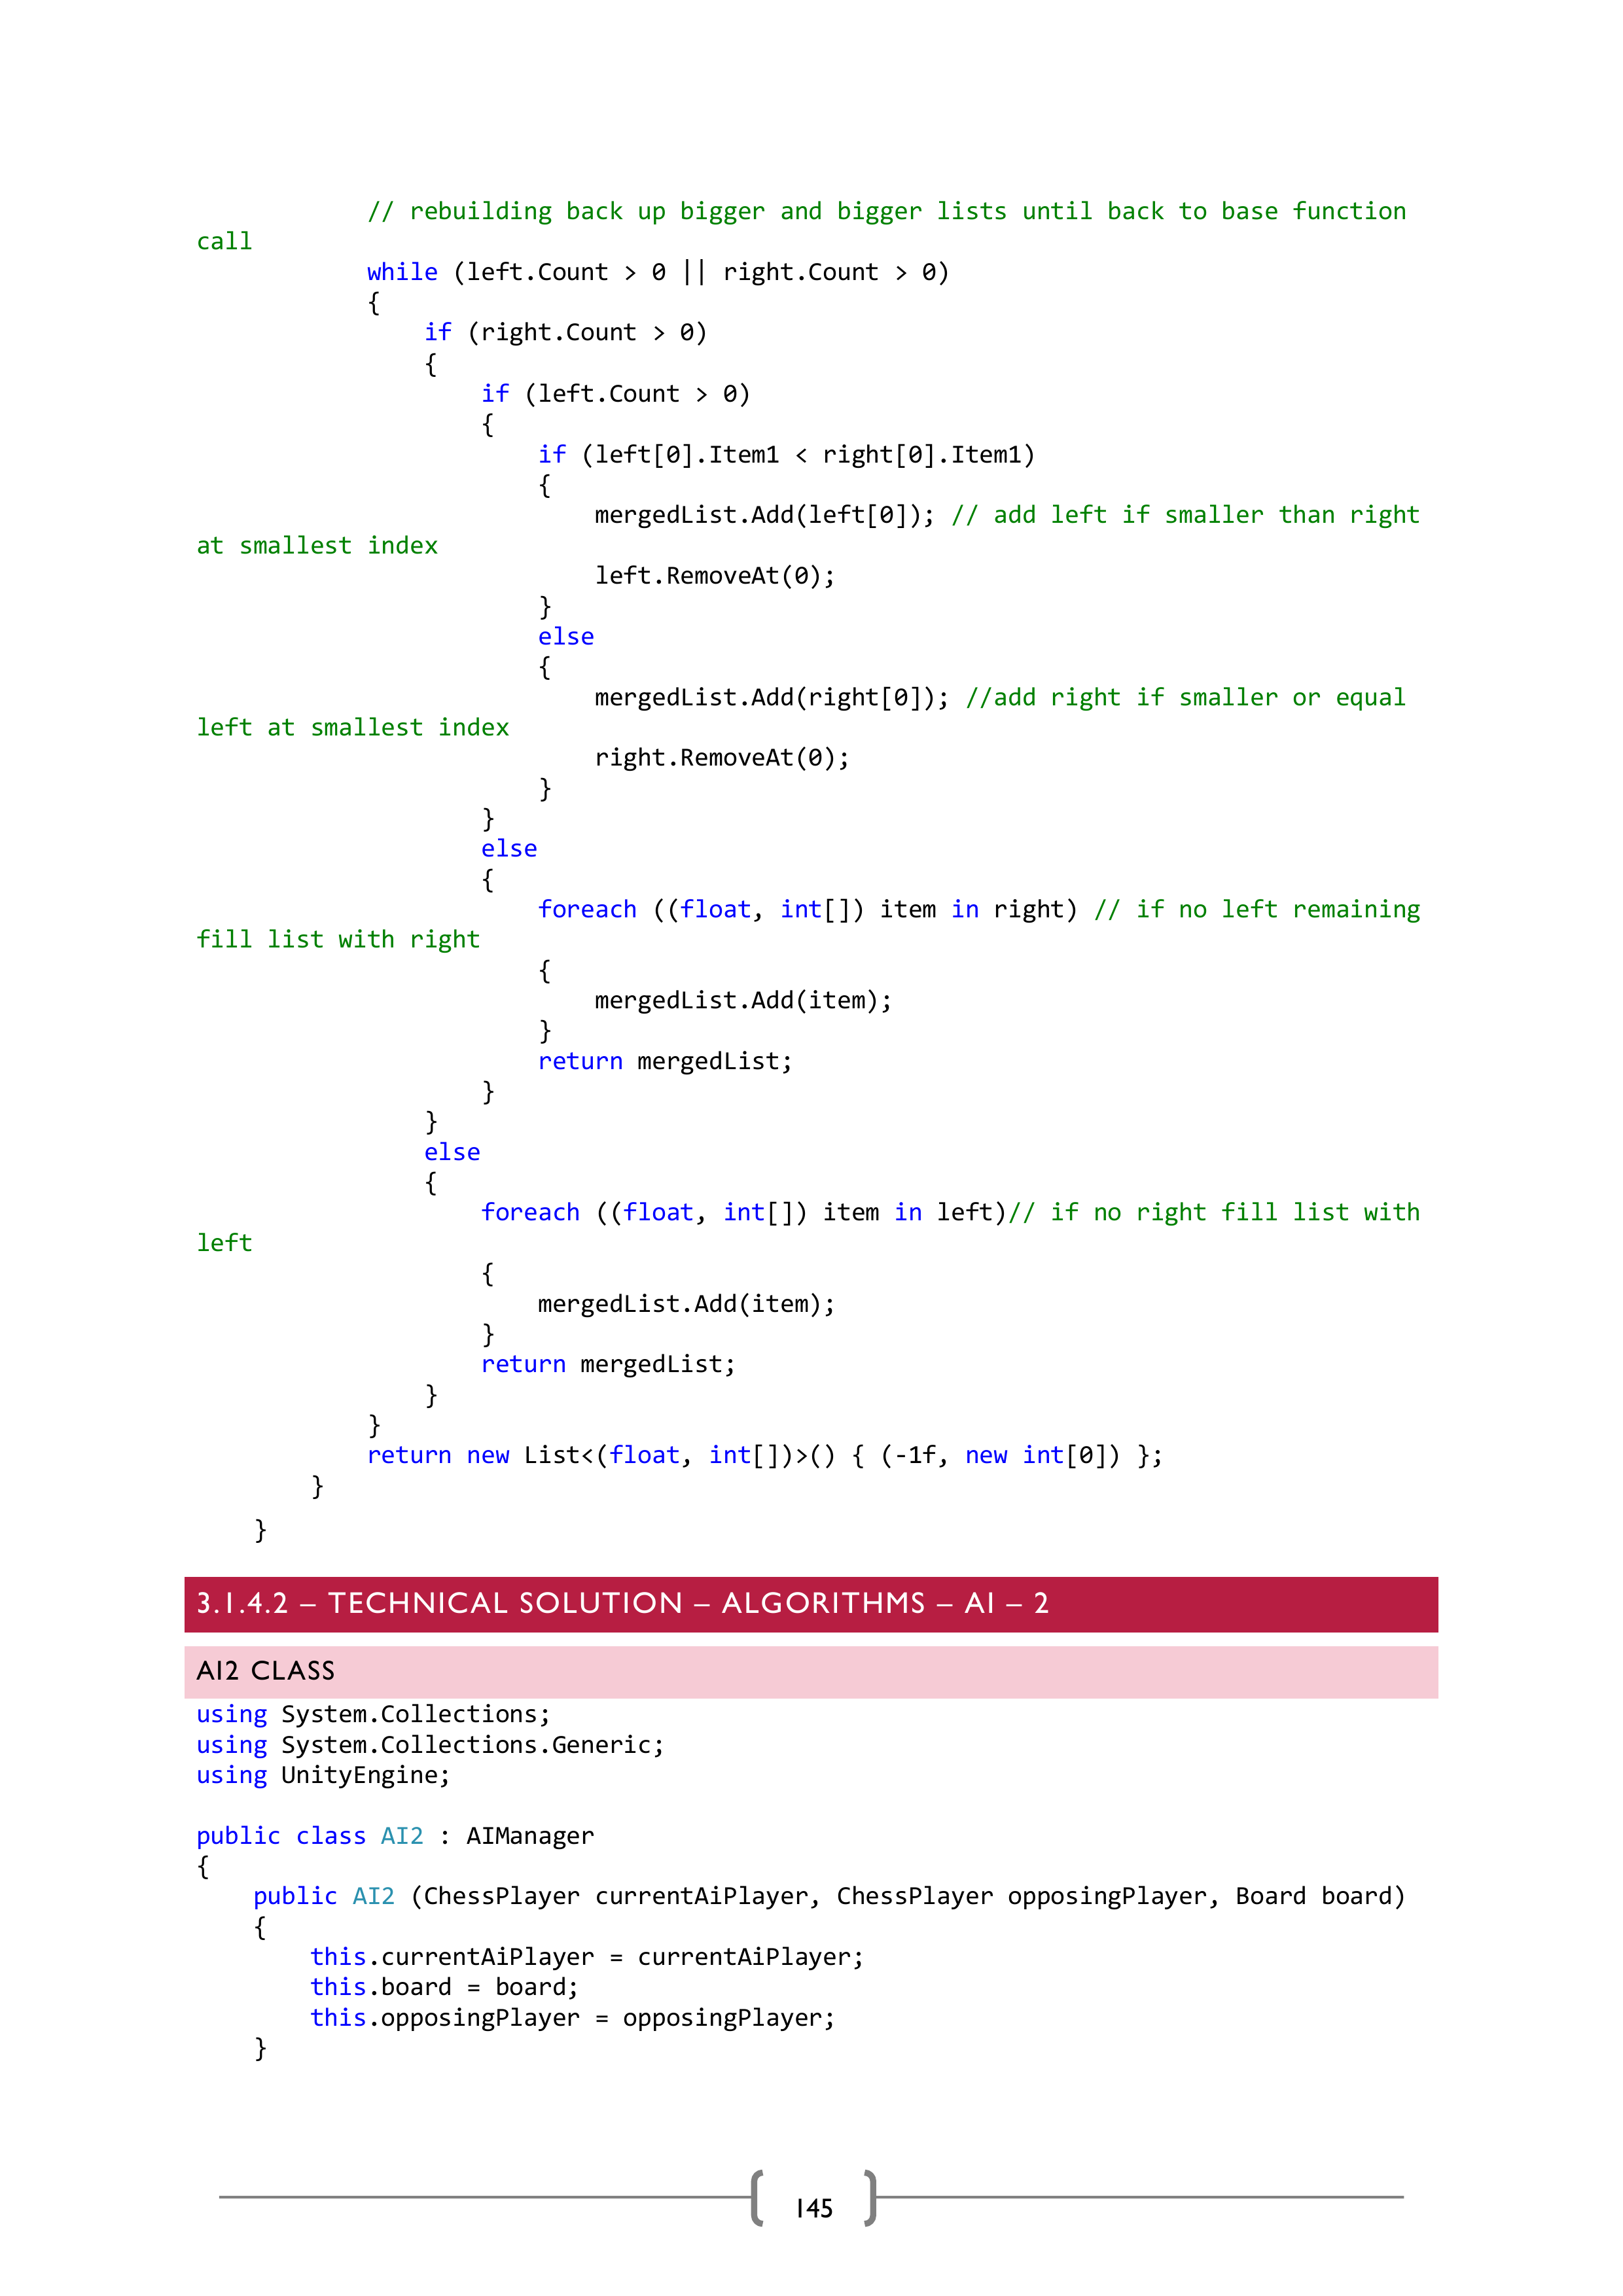 // rebuilding back up bigger and bigger lists until back to base function
call
            while (left.Count > 0 || right.Count > 0)
            {
                if (right.Count > 0)
                {
                    if (left.Count > 0)
                    {
                        if (left[0].Item1 < right[0].Item1)
                        {
                            mergedList.Add(left[0]); // add left if smaller than right
at smallest index
                            left.RemoveAt(0);
                        }
                        else
                        {
                            mergedList.Add(right[0]); //add right if smaller or equal
left at smallest index
                            right.RemoveAt(0);
                        }
                    }
                    else
                    {
                        foreach ((float, int[]) item in right) // if no left remaining
fill list with right
                        {
                            mergedList.Add(item);
                        }
                        return mergedList;
                    }
                }
                else
                {
                    foreach ((float, int[]) item in left)// if no right fill list with
left
                    {
                        mergedList.Add(item);
                    }
                    return mergedList;
                }
            }
            return new List<(float, int[])>() { (-1f, new int[0]) };
        }
    }
3.1.4.2 – TECHNICAL SOLUTION – ALGORITHMS – AI – 2
AI2 CLASS
using System.Collections;
using System.Collections.Generic;
using UnityEngine;

public class AI2 : AIManager
{
    public AI2 (ChessPlayer currentAiPlayer, ChessPlayer opposingPlayer, Board board)
    {
        this.currentAiPlayer = currentAiPlayer;
        this.board = board;
        this.opposingPlayer = opposingPlayer;
    }
145